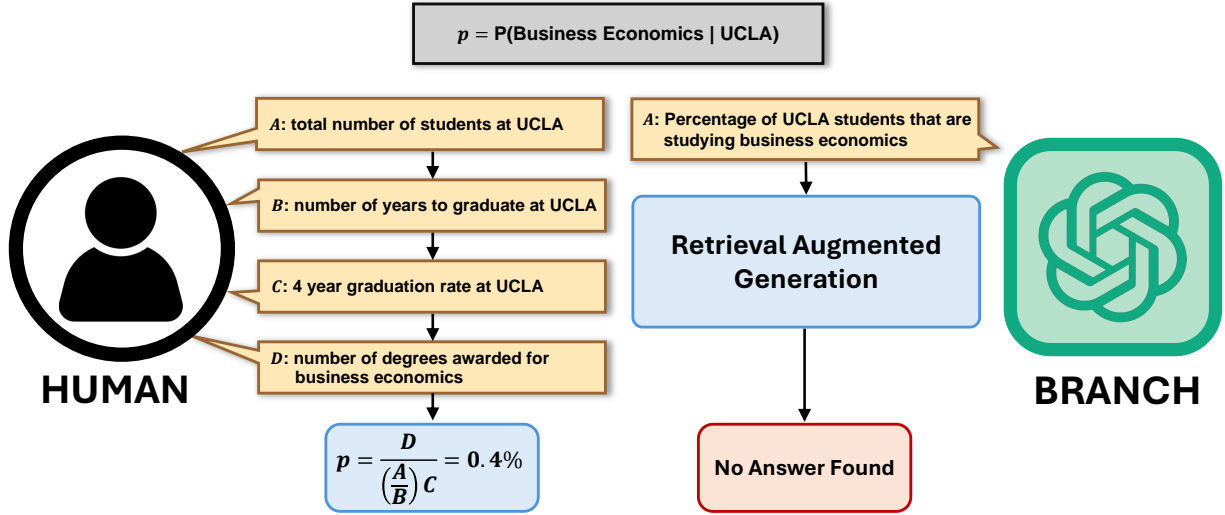 p = P(Business Economics | UCLA)
A: total number of students at UCLA
B: number of years to graduate at UCLA
C: 4 year graduation rate at UCLA
D: number of degrees awarded for
business economics
HUMAN
p = D / ((A/B) C) = 0.4%
A: Percentage of UCLA students that are
studying business economics
Retrieval Augmented
Generation
No Answer Found
BRANCH